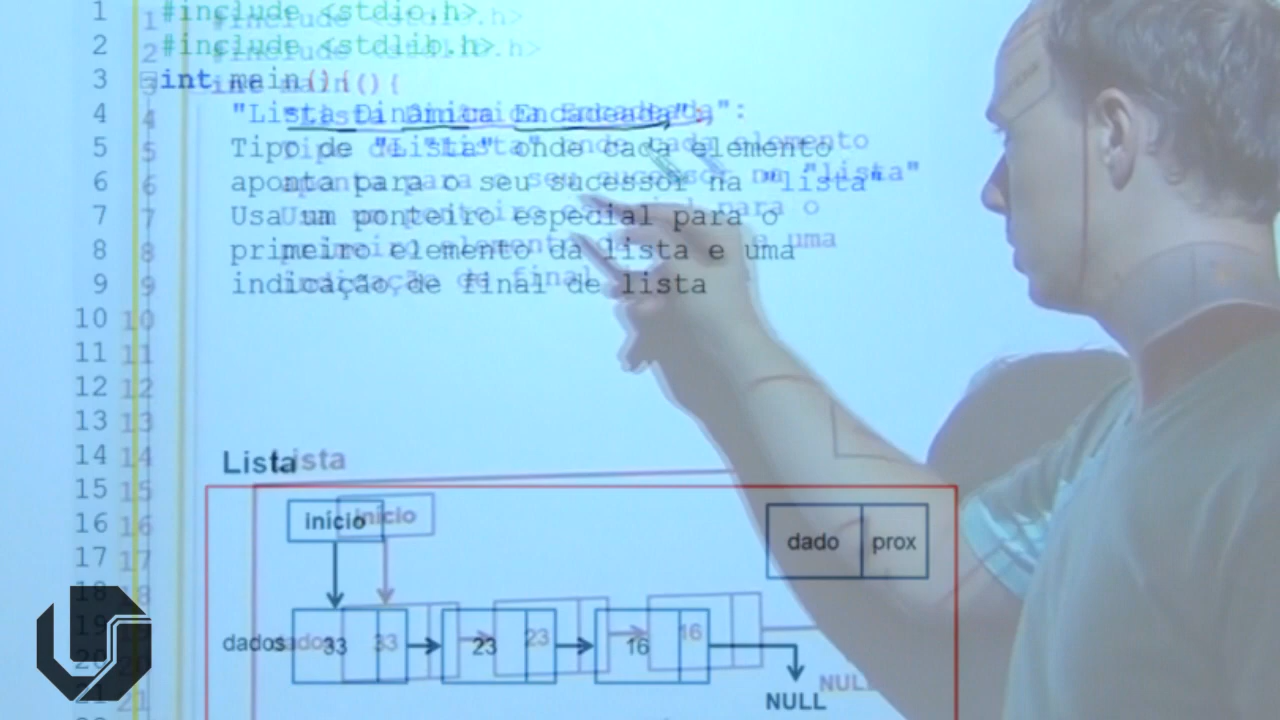 1 #include <stdio.h>
2 #include <stdlib.h>
3 int main(){
4 "Lista Dinâmica Encadeada":
5 Tipo de "Lista" onde cada elemento
6 aponta para o seu sucessor na "lista"
7 Usa um ponteiro especial para o
8 primeiro elemento da lista e uma
9 indicação de final de lista
10
11
12
13
14 Lista
15
16 início dado prox
17
18
19 dados 33 23 16
20
21 NULL